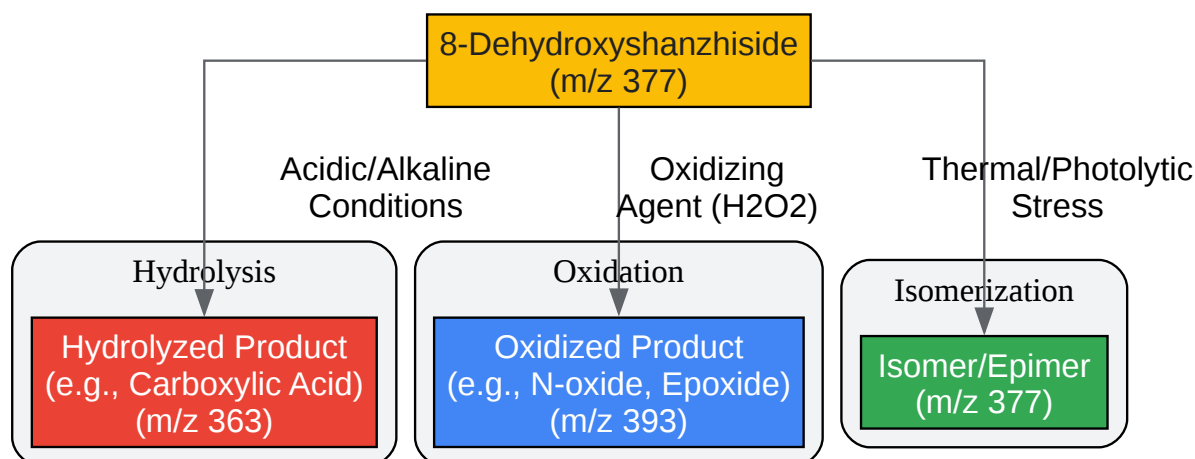 8-Dehydroxyshanzhiside
(m/z 377)
Acidic/Alkaline
Conditions
Oxidizing
Agent (H2O2)
Thermal/Photolytic
Stress
Hydrolysis
Hydrolyzed Product
(e.g., Carboxylic Acid)
(m/z 363)
Oxidation
Oxidized Product
(e.g., N-oxide, Epoxide)
(m/z 393)
Isomerization
Isomer/Epimer
(m/z 377)